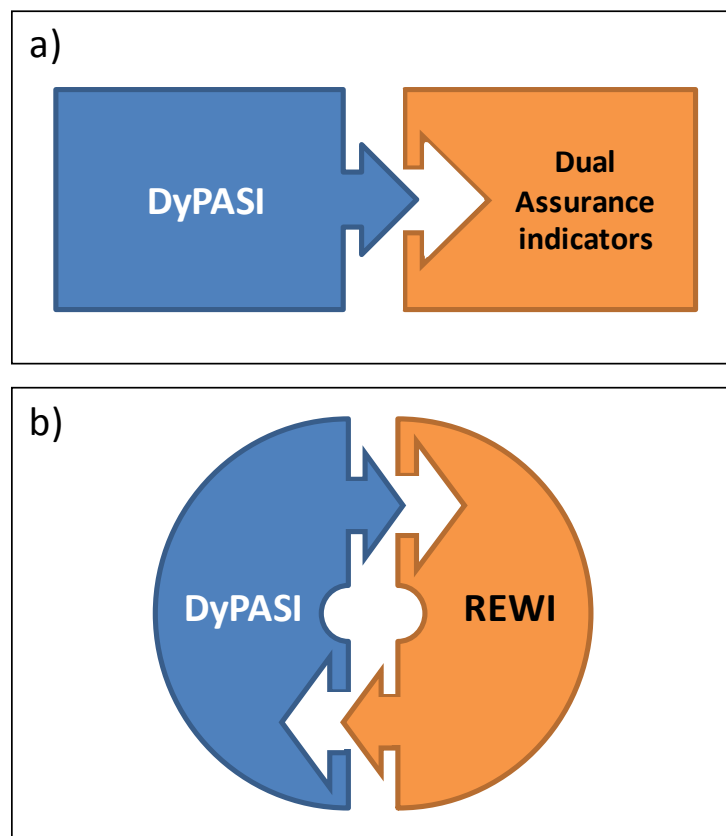 a)
DyPASI
Dual
Assurance
indicators
b)
DyPASI
REWI